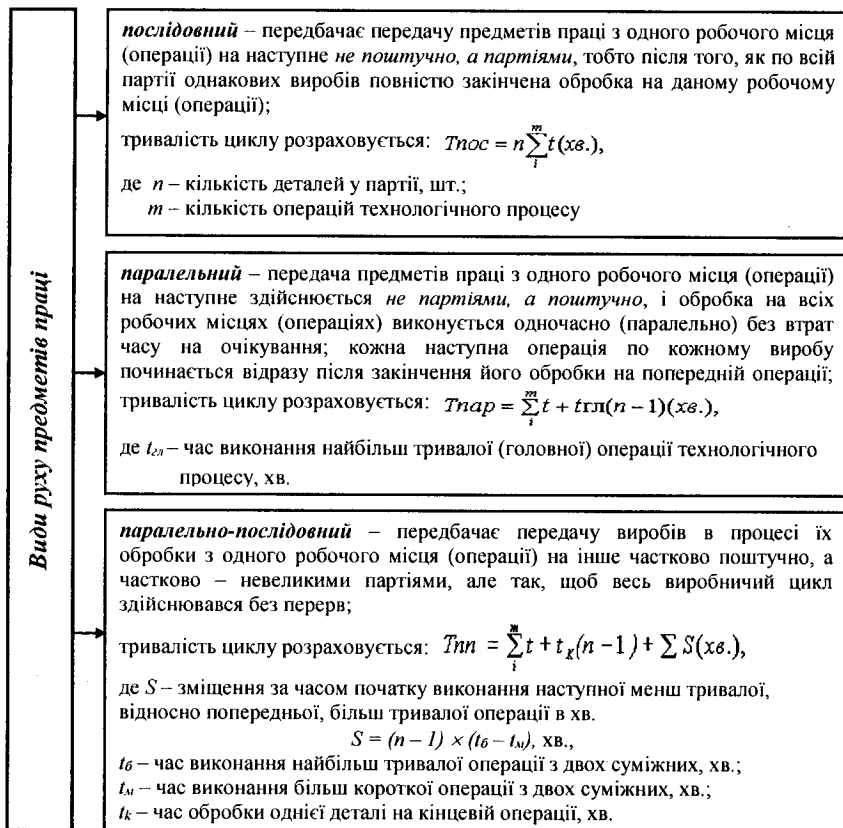 Види руху предметів праці
послідовний – передбачає передачу предметів праці з одного робочого місця
(операції) на наступне не поштучно, а партіями, тобто після того, як по всій
партії однакових виробів повністю закінчена обробка на даному робочому
місці (операції);
тривалість циклу розраховується: Тпос = n∑_i^m t(хв.),
де n – кількість деталей у партії, шт.;
m – кількість операцій технологічного процесу
паралельний – передача предметів праці з одного робочого місця (операції)
на наступне здійснюється не партіями, а поштучно, і обробка на всіх
робочих місцях (операціях) виконується одночасно (паралельно) без втрат
часу на очікування; кожна наступна операція по кожному виробу
починається відразу після закінчення його обробки на попередній операції;
тривалість циклу розраховується: Тпар = ∑_i^m t + tгл(n − 1)(хв.),
де tгл – час виконання найбільш тривалої (головної) операції технологічного
процесу, хв.
паралельно-послідовний – передбачає передачу виробів в процесі їх
обробки з одного робочого місця (операції) на інше частково поштучно, а
частково – невеликими партіями, але так, щоб весь виробничий цикл
здійснювався без перерв;
тривалість циклу розраховується: Тпп = ∑_i^m t + t_K(n − 1) + ∑ S(хв.),
де S – зміщення за часом початку виконання наступної менш тривалої,
відносно попередньої, більш тривалої операції в хв.
S = (n – 1) × (tб – tм), хв.,
tб – час виконання найбільш тривалої операції з двох суміжних, хв.;
tм – час виконання більш короткої операції з двох суміжних, хв.;
tk – час обробки однієї деталі на кінцевій операції, хв.